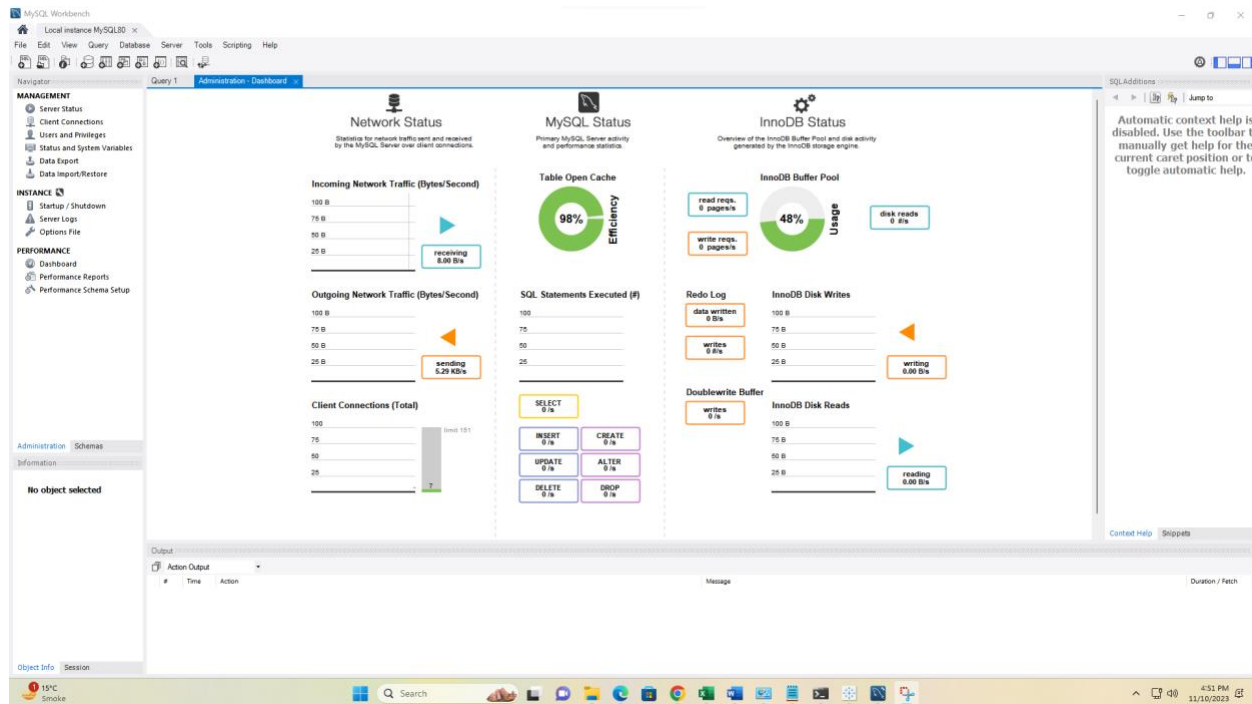 MySQL Workbench
Local instance MySQL80 ×
File Edit View Query Database Server Tools Scripting Help
Navigator
MANAGEMENT
Server Status
Client Connections
Users and Privileges
Status and System Variables
Data Export
Data Import/Restore
INSTANCE
Startup / Shutdown
Server Logs
Options File
PERFORMANCE
Dashboard
Performance Reports
Performance Schema Setup
Administration Schemas
Information
No object selected
Object Info Session
Query 1 Administration - Dashboard ×
Network Status
Statistics for network traffic sent and received
by the MySQL Server over client connections.
Incoming Network Traffic (Bytes/Second)
100 B
75 B
50 B
25 B
receiving
8.00 B/s
Outgoing Network Traffic (Bytes/Second)
100 B
75 B
50 B
25 B
sending
5.29 KB/s
Client Connections (Total)
100
75
50
25
limit 151
7
MySQL Status
Primary MySQL Server activity
and performance statistics.
Table Open Cache
98%
Efficiency
SQL Statements Executed (#)
100
75
50
25
SELECT
0 /s
INSERT
0 /s
CREATE
0 /s
UPDATE
0 /s
ALTER
0 /s
DELETE
0 /s
DROP
0 /s
InnoDB Status
Overview of the InnoDB Buffer Pool and disk activity
generated by the InnoDB storage engine.
InnoDB Buffer Pool
read reqs.
0 pages/s
write reqs.
0 pages/s
48%
Usage
disk reads
0 #/s
Redo Log
data written
0 B/s
writes
0 #/s
Doublewrite Buffer
writes
0 /s
InnoDB Disk Writes
100 B
75 B
50 B
25 B
writing
0.00 B/s
InnoDB Disk Reads
100 B
75 B
50 B
25 B
reading
0.00 B/s
SQLAdditions
Jump to
Automatic context help is
disabled. Use the toolbar t
manually get help for the
current caret position or t
toggle automatic help.
Context Help Snippets
Output
Action Output
# Time Action Message Duration / Fetch
1
15°C
Smoke
Search
4:51 PM
11/10/2023